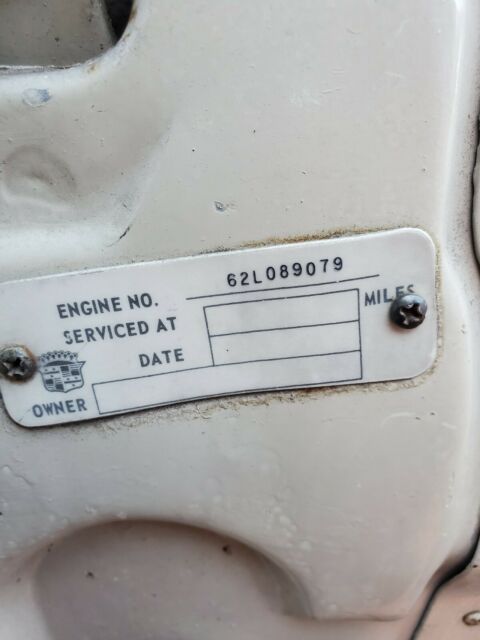 ENGINE NO. 62L089079
SERVICED AT MILES
DATE
OWNER